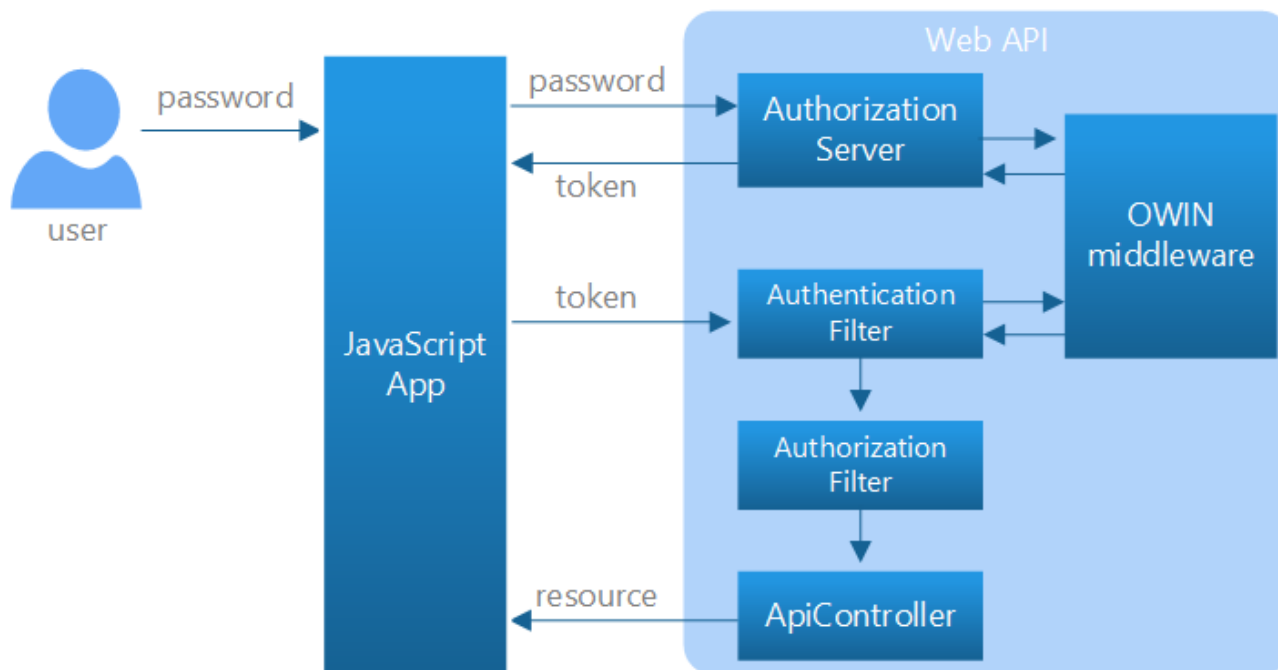 Web API
password
password
Authorization
Server
token
user
OWIN
middleware
token
Authentication
Filter
JavaScript
App
Authorization
Filter
resource
ApiController